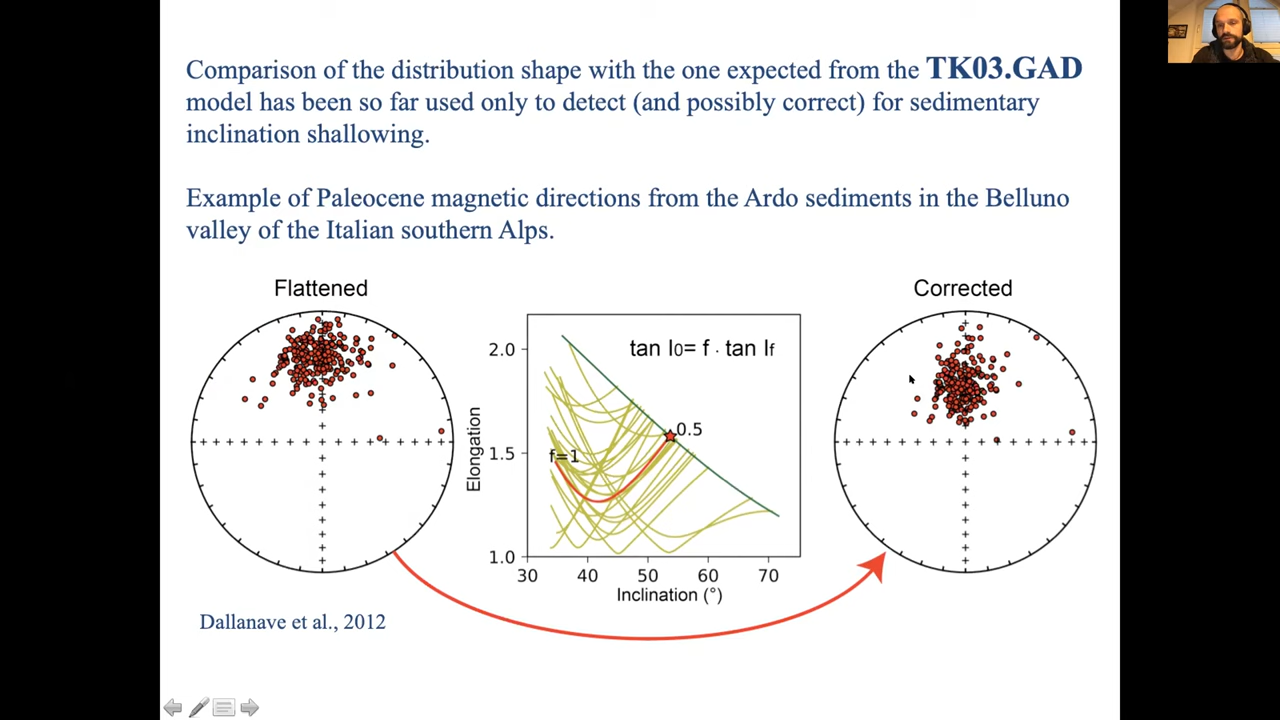 Comparison of the distribution shape with the one expected from the TK03.GAD
model has been so far used only to detect (and possibly correct) for sedimentary
inclination shallowing.
Example of Paleocene magnetic directions from the Ardo sediments in the Belluno
valley of the Italian southern Alps.
Flattened
Corrected
tan I0= f · tan If
2.0
0.5
1.5
f=1
1.0
Elongation
30 40 50 60 70
Inclination (°)
Dallanave et al., 2012